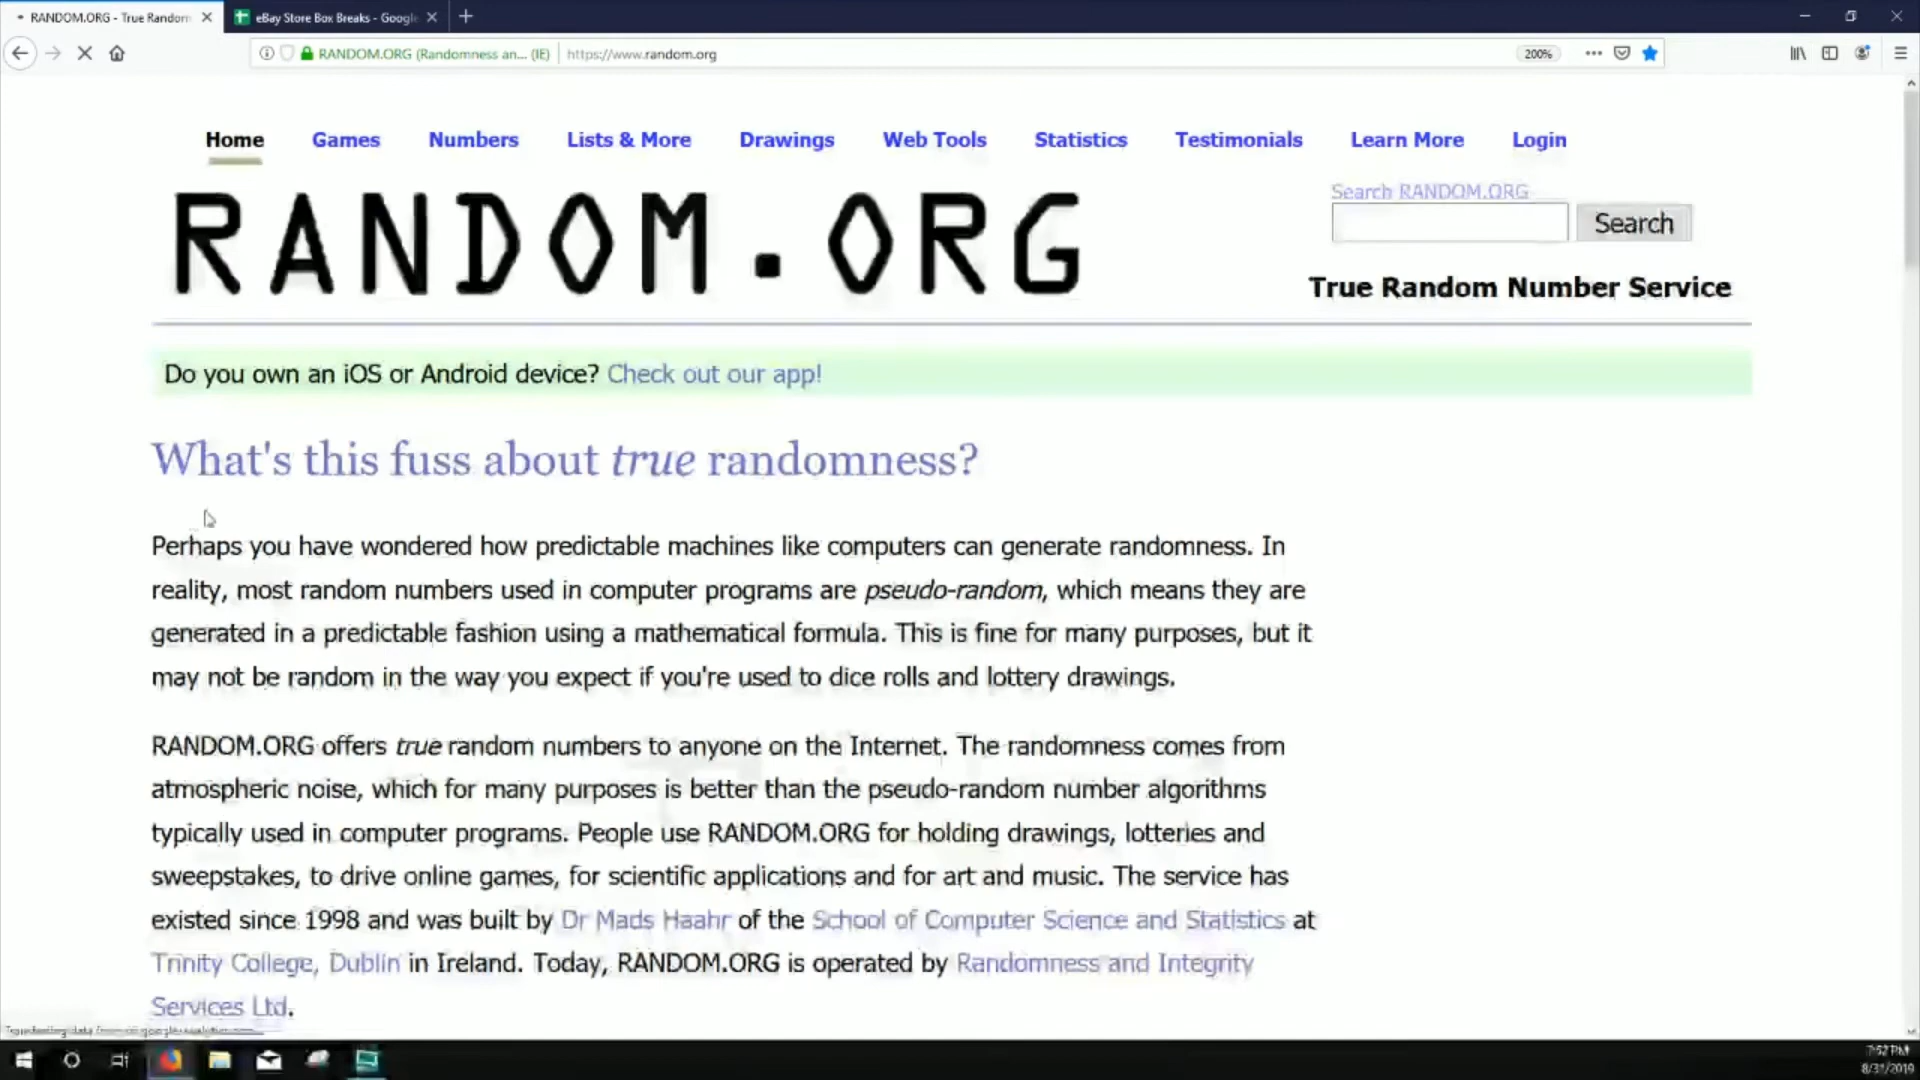 RANDOM.ORG - True Random
eBay Store Box Breaks - Google
RANDOM.ORG (Randomness an... (IE)
https://www.random.org
200%
Home Games Numbers Lists & More Drawings Web Tools Statistics Testimonials Learn More Login
Search RANDOM.ORG
RANDOM.ORG
Search
True Random Number Service
Do you own an iOS or Android device? Check out our app!
What's this fuss about true randomness?
Perhaps you have wondered how predictable machines like computers can generate randomness. In
reality, most random numbers used in computer programs are pseudo-random, which means they are
generated in a predictable fashion using a mathematical formula. This is fine for many purposes, but it
may not be random in the way you expect if you're used to dice rolls and lottery drawings.
RANDOM.ORG offers true random numbers to anyone on the Internet. The randomness comes from
atmospheric noise, which for many purposes is better than the pseudo-random number algorithms
typically used in computer programs. People use RANDOM.ORG for holding drawings, lotteries and
sweepstakes, to drive online games, for scientific applications and for art and music. The service has
existed since 1998 and was built by Dr Mads Haahr of the School of Computer Science and Statistics at
Trinity College, Dublin in Ireland. Today, RANDOM.ORG is operated by Randomness and Integrity
Services Ltd.
7:52 PM
8/31/2019